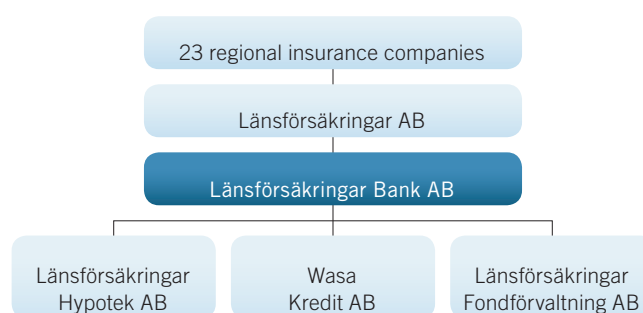 23 regional insurance companies
Länsförsäkringar AB
Länsförsäkringar Bank AB
Länsförsäkringar
Hypotek AB
Wasa
Kredit AB
Länsförsäkringar
Fondförvaltning AB